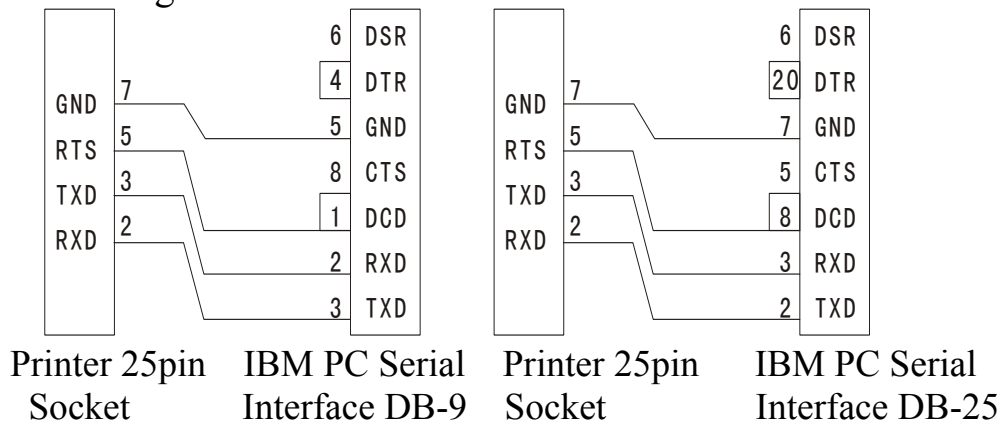 6 DSR
4 DTR
GND 7
5 GND
RTS 5
8 CTS
TXD 3
1 DCD
RXD 2
2 RXD
3 TXD
Printer 25pin
Socket
IBM PC Serial
Interface DB-9
6 DSR
20 DTR
GND 7
7 GND
RTS 5
5 CTS
TXD 3
8 DCD
RXD 2
3 RXD
2 TXD
Printer 25pin
Socket
IBM PC Serial
Interface DB-25